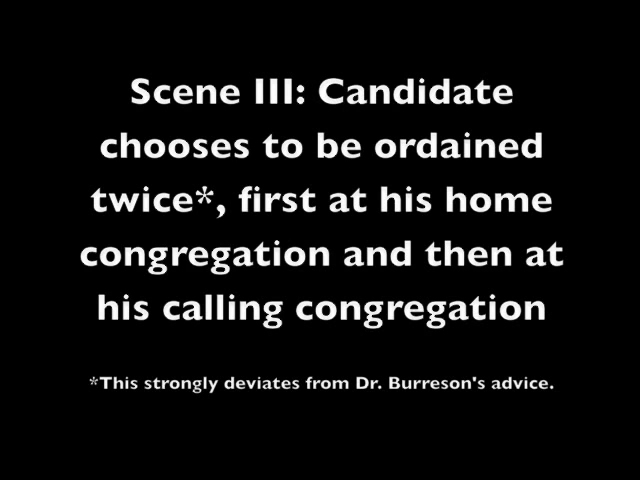 Scene III: Candidate
chooses to be ordained
twice*, first at his home
congregation and then at
his calling congregation
*This strongly deviates from Dr. Burreson's advice.